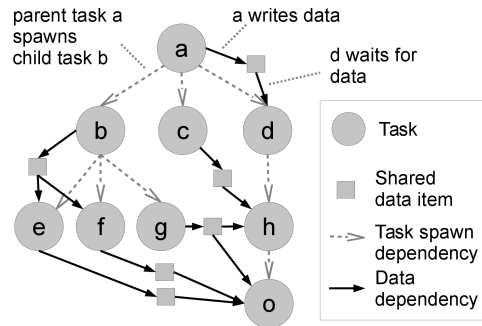 parent task a
spawns
child task b
a writes data
d waits for
data
a
b
c
d
e
f
g
h
o
Task
Shared
data item
Task spawn
dependency
Data
dependency